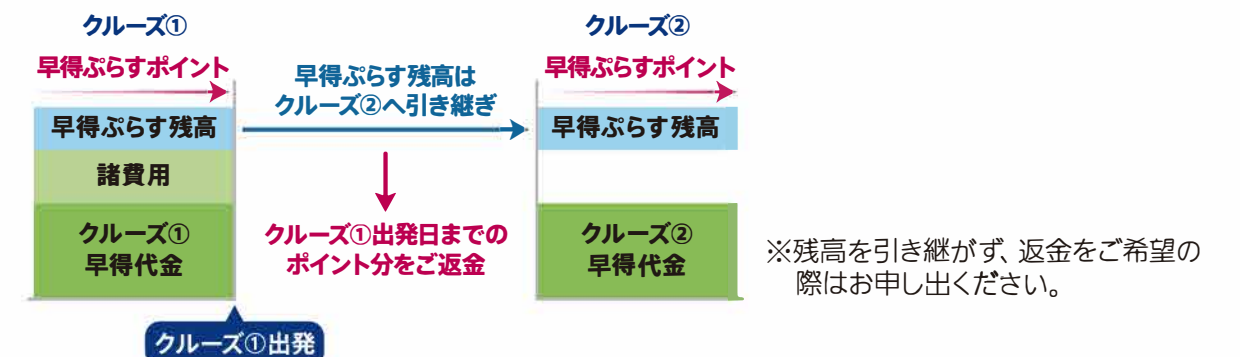 クルーズ①
早得ぷらすポイント
早得ぷらす残高
諸費用
クルーズ①
早得代金
クルーズ①出発
早得ぷらす残高は
クルーズ②へ引き継ぎ
クルーズ①出発日までの
ポイント分をご返金
クルーズ②
早得ぷらすポイント
早得ぷらす残高
クルーズ②
早得代金
※残高を引き継がず、返金をご希望の
際はお申し出ください。